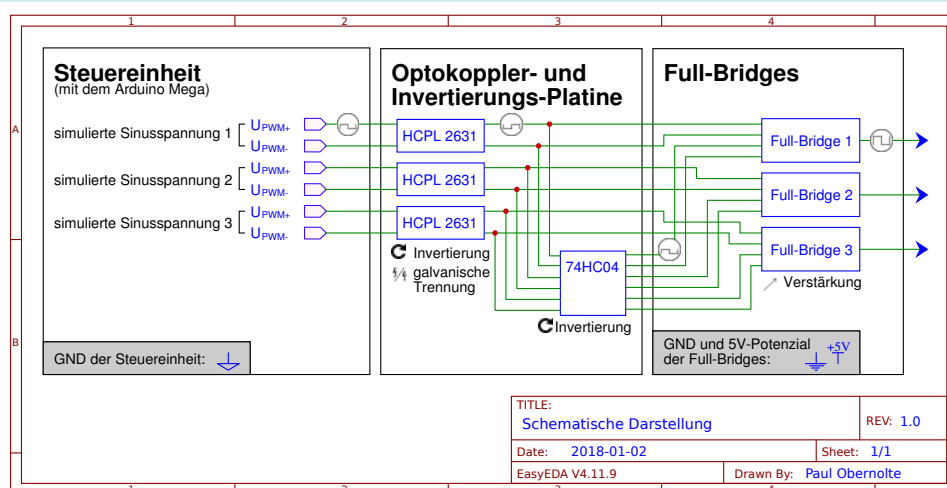 1 2 3 4
A
B
Steuereinheit
(mit dem Arduino Mega)
simulierte Sinusspannung 1
UPWM+
UPWM-
simulierte Sinusspannung 2
UPWM+
UPWM-
simulierte Sinusspannung 3
UPWM+
UPWM-
GND der Steuereinheit:
Optokoppler- und
Invertierungs-Platine
HCPL 2631
HCPL 2631
HCPL 2631
Invertierung
galvanische
Trennung
74HC04
Invertierung
Full-Bridges
Full-Bridge 1
Full-Bridge 2
Full-Bridge 3
Verstärkung
GND und 5V-Potenzial
der Full-Bridges:
+5V
TITLE:
Schematische Darstellung
REV: 1.0
Date: 2018-01-02
Sheet: 1/1
EasyEDA V4.11.9
Drawn By: Paul Obernolte
1 2 3 4